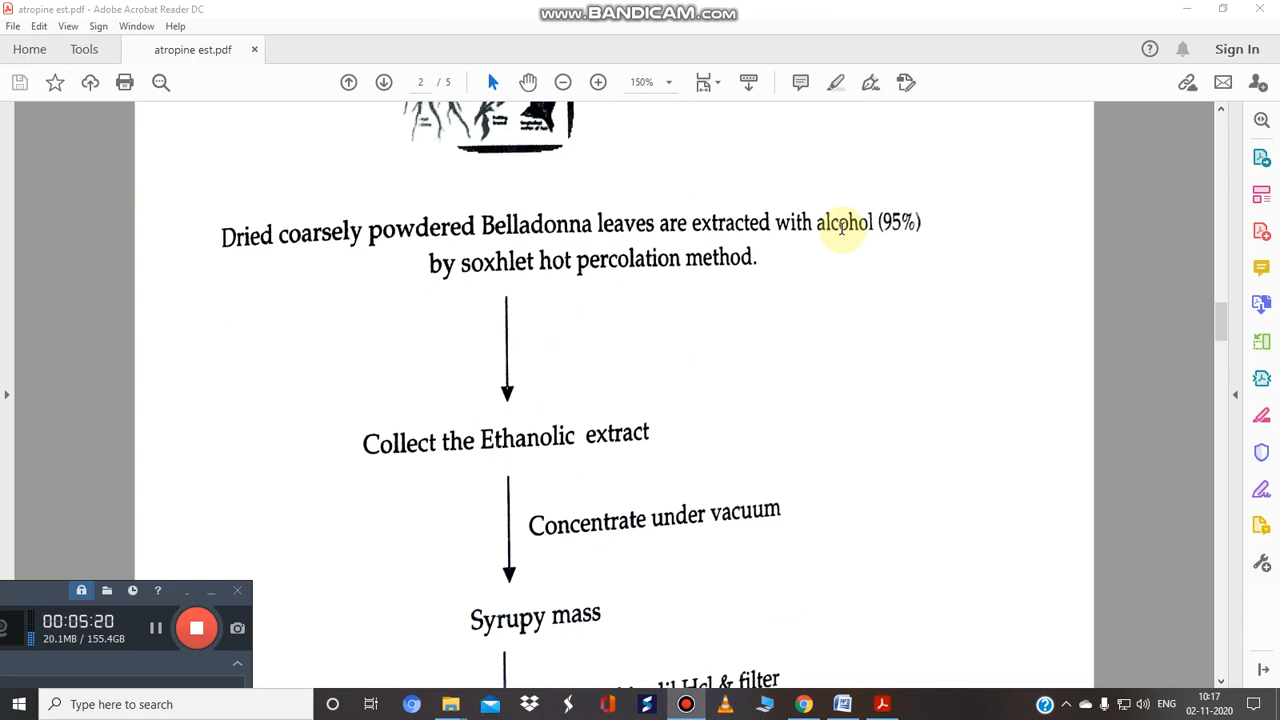 atropine est.pdf - Adobe Acrobat Reader DC
www.BANDICAM.com
File Edit View Sign Window Help
Home Tools atropine est.pdf × Sign In
2 / 5 150%
Dried coarsely powdered Belladonna leaves are extracted with alcohol (95%)
by soxhlet hot percolation method.
Collect the Ethanolic extract
Concentrate under vacuum
Syrupy mass
Hcl & filter
00:05:20
20.1MB / 155.4GB
Type here to search
ENG
10:17
02-11-2020